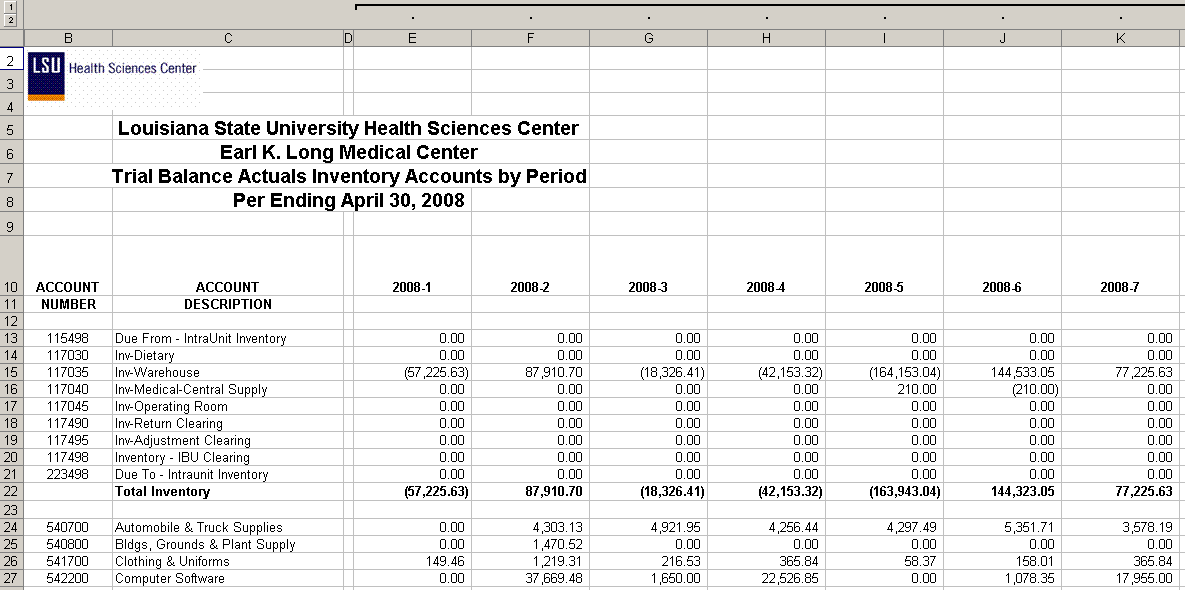 1
2
B C D E F G H I J K
2
LSU Health Sciences Center
3
4
5 Louisiana State University Health Sciences Center
6 Earl K. Long Medical Center
7 Trial Balance Actuals Inventory Accounts by Period
8 Per Ending April 30, 2008
9
10 ACCOUNT ACCOUNT 2008-1 2008-2 2008-3 2008-4 2008-5 2008-6 2008-7
11 NUMBER DESCRIPTION
12
13 115498 Due From - IntraUnit Inventory 0.00 0.00 0.00 0.00 0.00 0.00 0.00
14 117030 Inv-Dietary 0.00 0.00 0.00 0.00 0.00 0.00 0.00
15 117035 Inv-Warehouse (57,225.63) 87,910.70 (18,326.41) (42,153.32) (164,153.04) 144,533.05 77,225.63
16 117040 Inv-Medical-Central Supply 0.00 0.00 0.00 0.00 210.00 (210.00) 0.00
17 117045 Inv-Operating Room 0.00 0.00 0.00 0.00 0.00 0.00 0.00
18 117490 Inv-Return Clearing 0.00 0.00 0.00 0.00 0.00 0.00 0.00
19 117495 Inv-Adjustment Clearing 0.00 0.00 0.00 0.00 0.00 0.00 0.00
20 117498 Inventory - IBU Clearing 0.00 0.00 0.00 0.00 0.00 0.00 0.00
21 223498 Due To - Intraunit Inventory 0.00 0.00 0.00 0.00 0.00 0.00 0.00
22 Total Inventory (57,225.63) 87,910.70 (18,326.41) (42,153.32) (163,943.04) 144,323.05 77,225.63
23
24 540700 Automobile & Truck Supplies 0.00 4,303.13 4,921.95 4,256.44 4,297.49 5,351.71 3,578.19
25 540800 Bldgs, Grounds & Plant Supply 0.00 1,470.52 0.00 0.00 0.00 0.00 0.00
26 541700 Clothing & Uniforms 149.46 1,219.31 216.53 365.84 58.37 158.01 365.84
27 542200 Computer Software 0.00 37,669.48 1,650.00 22,526.85 0.00 1,078.35 17,955.00